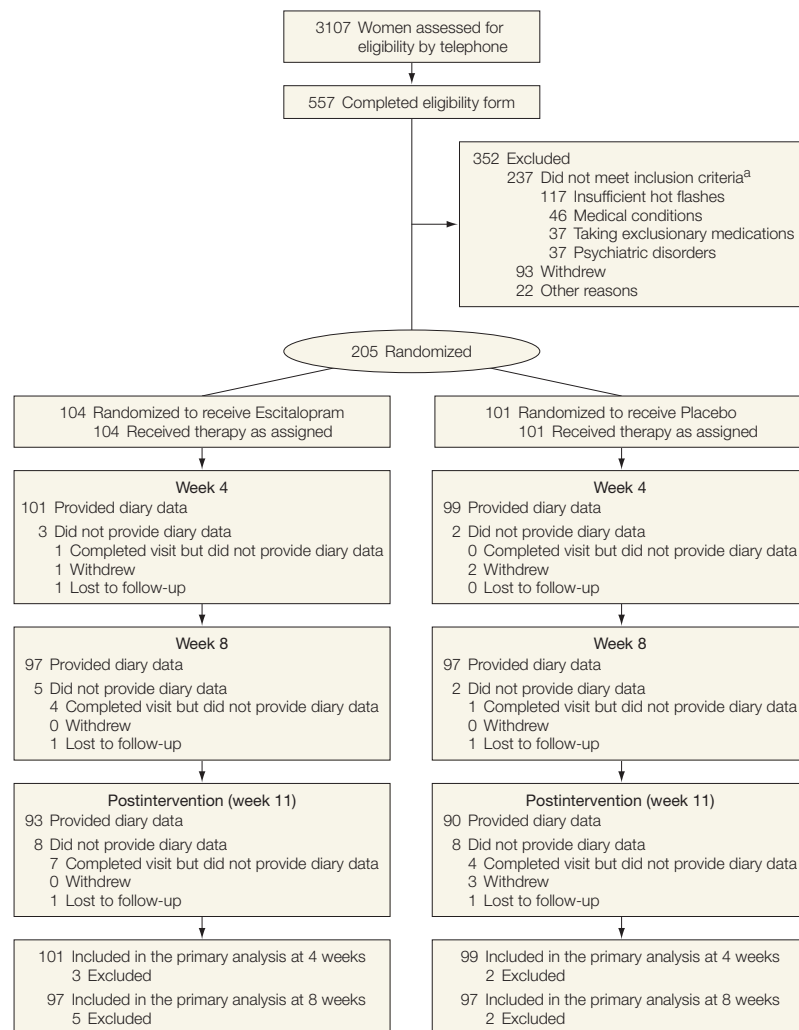 3107 Women assessed for
eligibility by telephone
557 Completed eligibility form
352 Excluded
237 Did not meet inclusion criteriaa
117 Insufficient hot flashes
46 Medical conditions
37 Taking exclusionary medications
37 Psychiatric disorders
93 Withdrew
22 Other reasons
205 Randomized
104 Randomized to receive Escitalopram
104 Received therapy as assigned
101 Randomized to receive Placebo
101 Received therapy as assigned
Week 4
101 Provided diary data
3 Did not provide diary data
1 Completed visit but did not provide diary data
1 Withdrew
1 Lost to follow-up
Week 4
99 Provided diary data
2 Did not provide diary data
0 Completed visit but did not provide diary data
2 Withdrew
0 Lost to follow-up
Week 8
97 Provided diary data
5 Did not provide diary data
4 Completed visit but did not provide diary data
0 Withdrew
1 Lost to follow-up
Week 8
97 Provided diary data
2 Did not provide diary data
1 Completed visit but did not provide diary data
0 Withdrew
1 Lost to follow-up
Postintervention (week 11)
93 Provided diary data
8 Did not provide diary data
7 Completed visit but did not provide diary data
0 Withdrew
1 Lost to follow-up
Postintervention (week 11)
90 Provided diary data
8 Did not provide diary data
4 Completed visit but did not provide diary data
3 Withdrew
1 Lost to follow-up
101 Included in the primary analysis at 4 weeks
3 Excluded
97 Included in the primary analysis at 8 weeks
5 Excluded
99 Included in the primary analysis at 4 weeks
2 Excluded
97 Included in the primary analysis at 8 weeks
2 Excluded